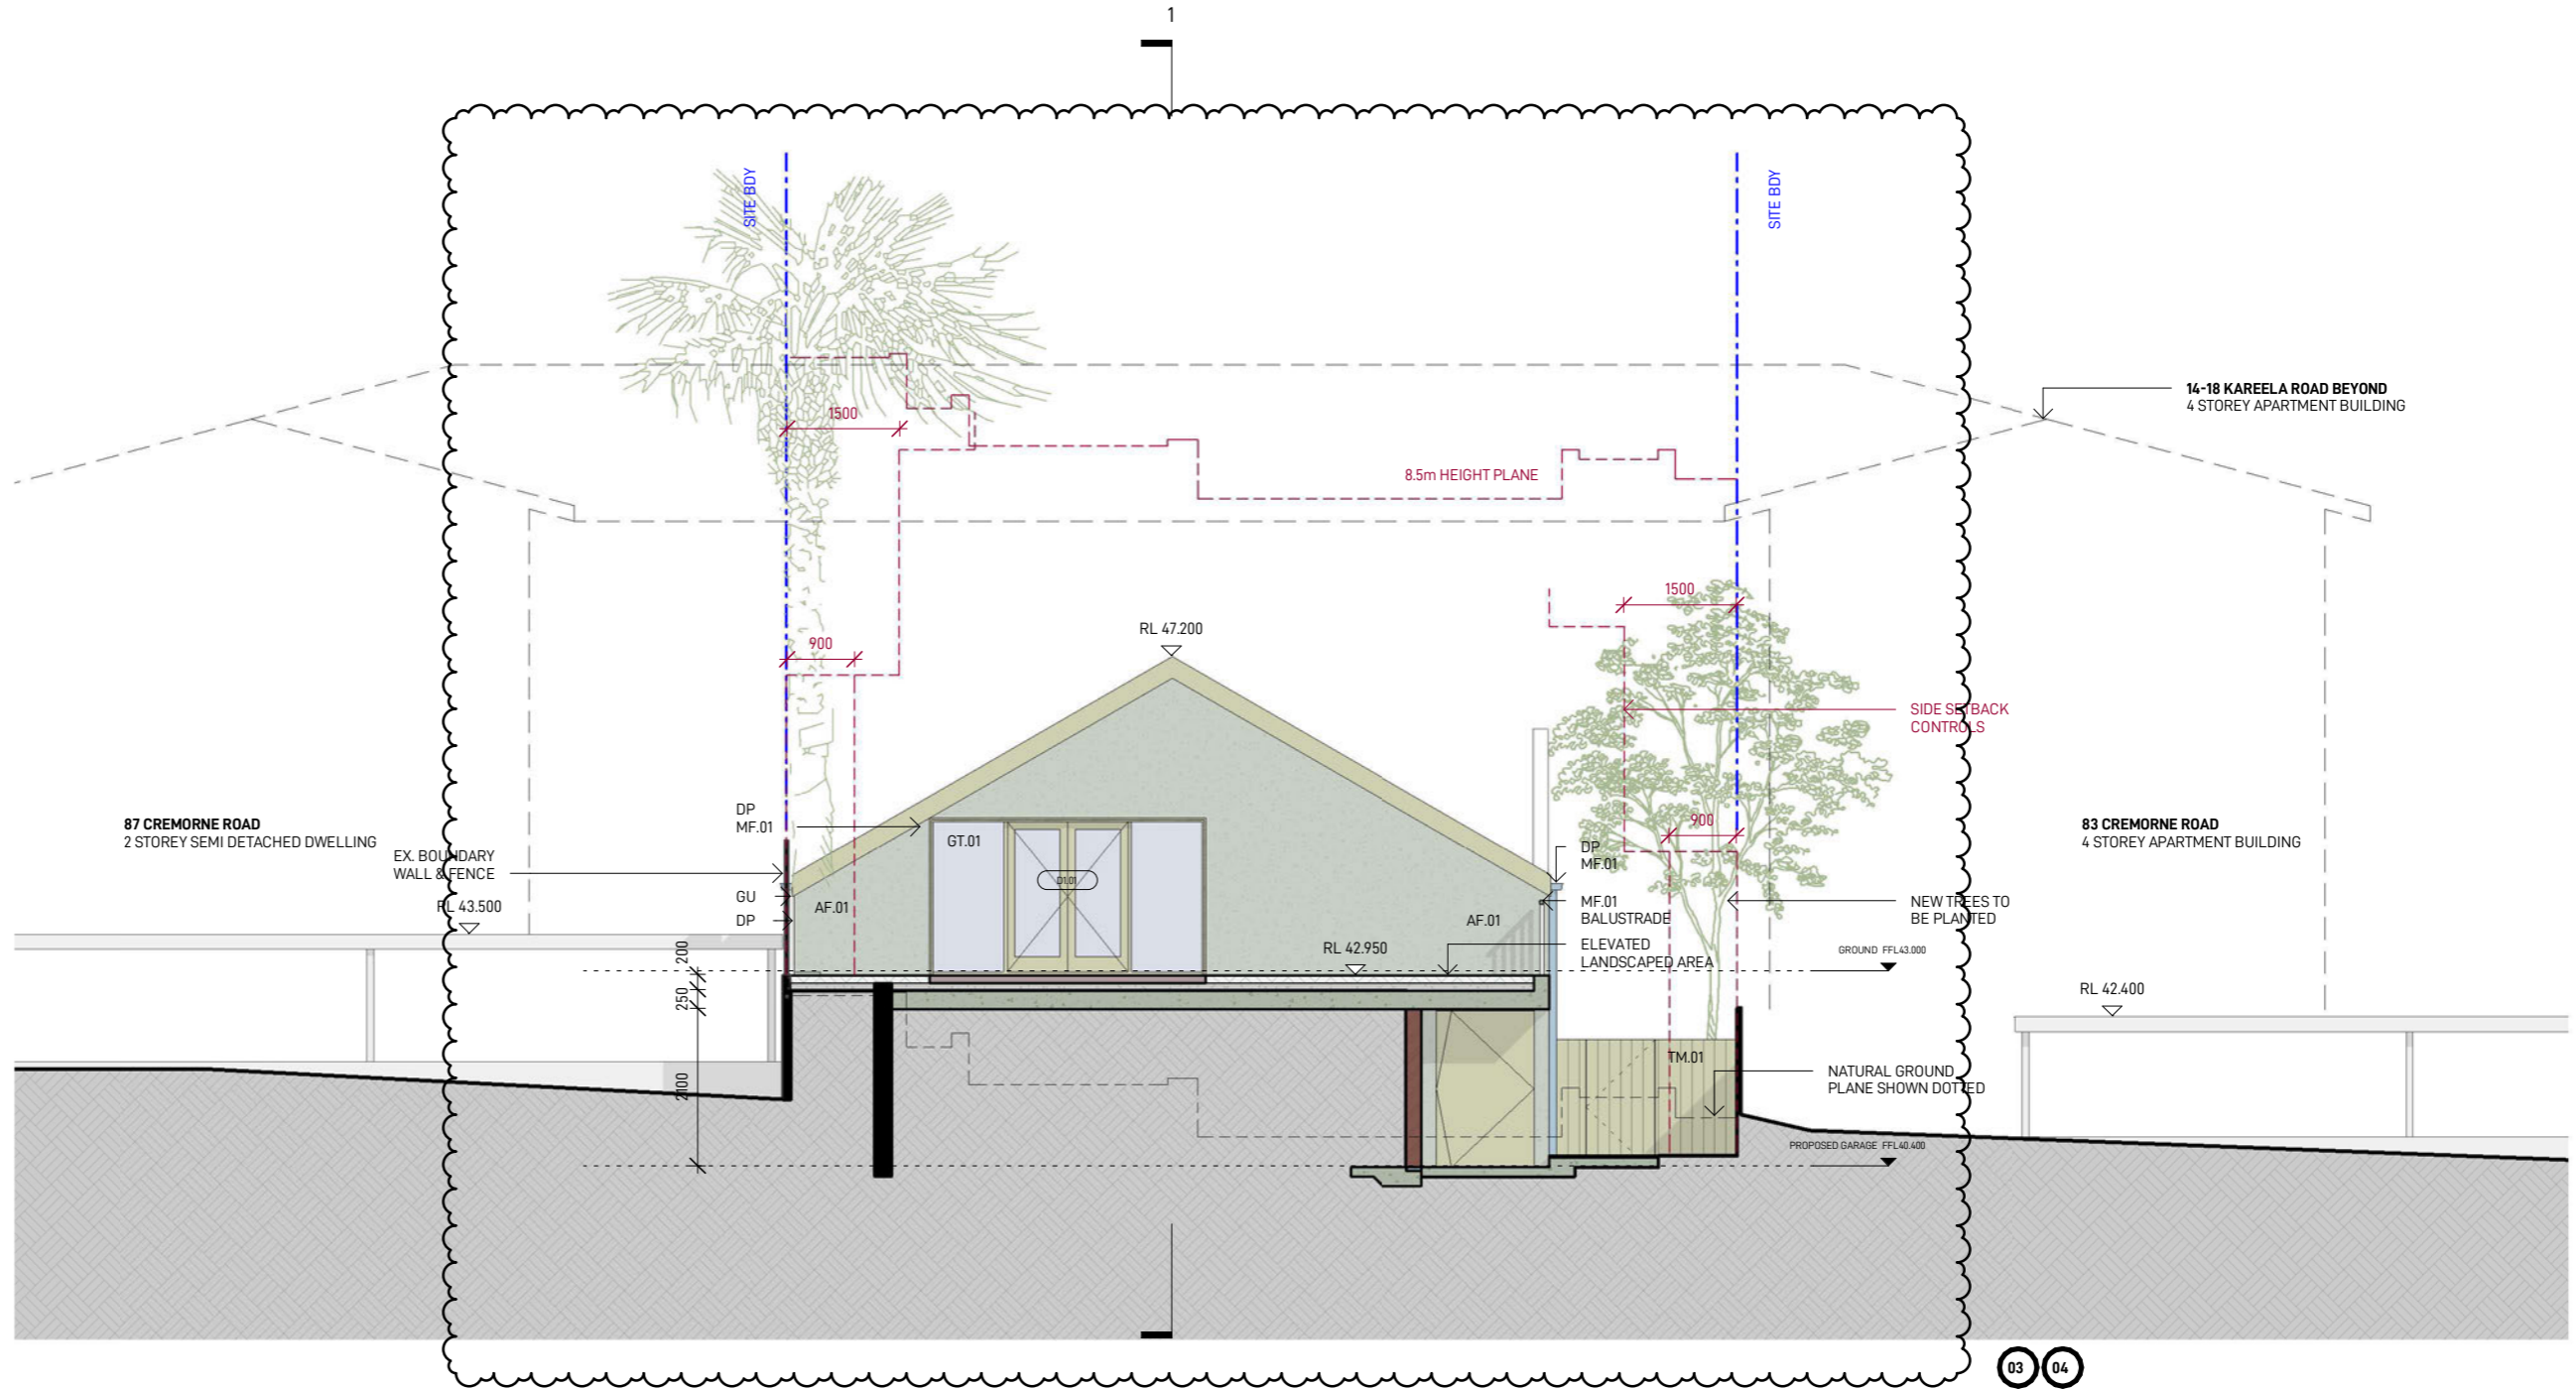 1
SITE BDY
SITE BDY
14-18 KAREELA ROAD BEYOND
4 STOREY APARTMENT BUILDING
1500
8.5m HEIGHT PLANE
1500
RL 47.200
900
SIDE SETBACK
CONTROLS
DP
MF.01
87 CREMORNE ROAD
2 STOREY SEMI DETACHED DWELLING
GT.01
900
83 CREMORNE ROAD
4 STOREY APARTMENT BUILDING
EX. BOUNDARY
WALL & FENCE
DP
MF.01
D1.01
GU
DP
AF.01
RL 43.500
AF.01
MF.01
BALUSTRADE
NEW TREES TO
BE PLANTED
200
RL 42.950
ELEVATED
LANDSCAPED AREA
GROUND FFL43.000
250
RL 42.400
2100
TM.01
NATURAL GROUND
PLANE SHOWN DOTTED
PROPOSED GARAGE FFL40.400
03 04